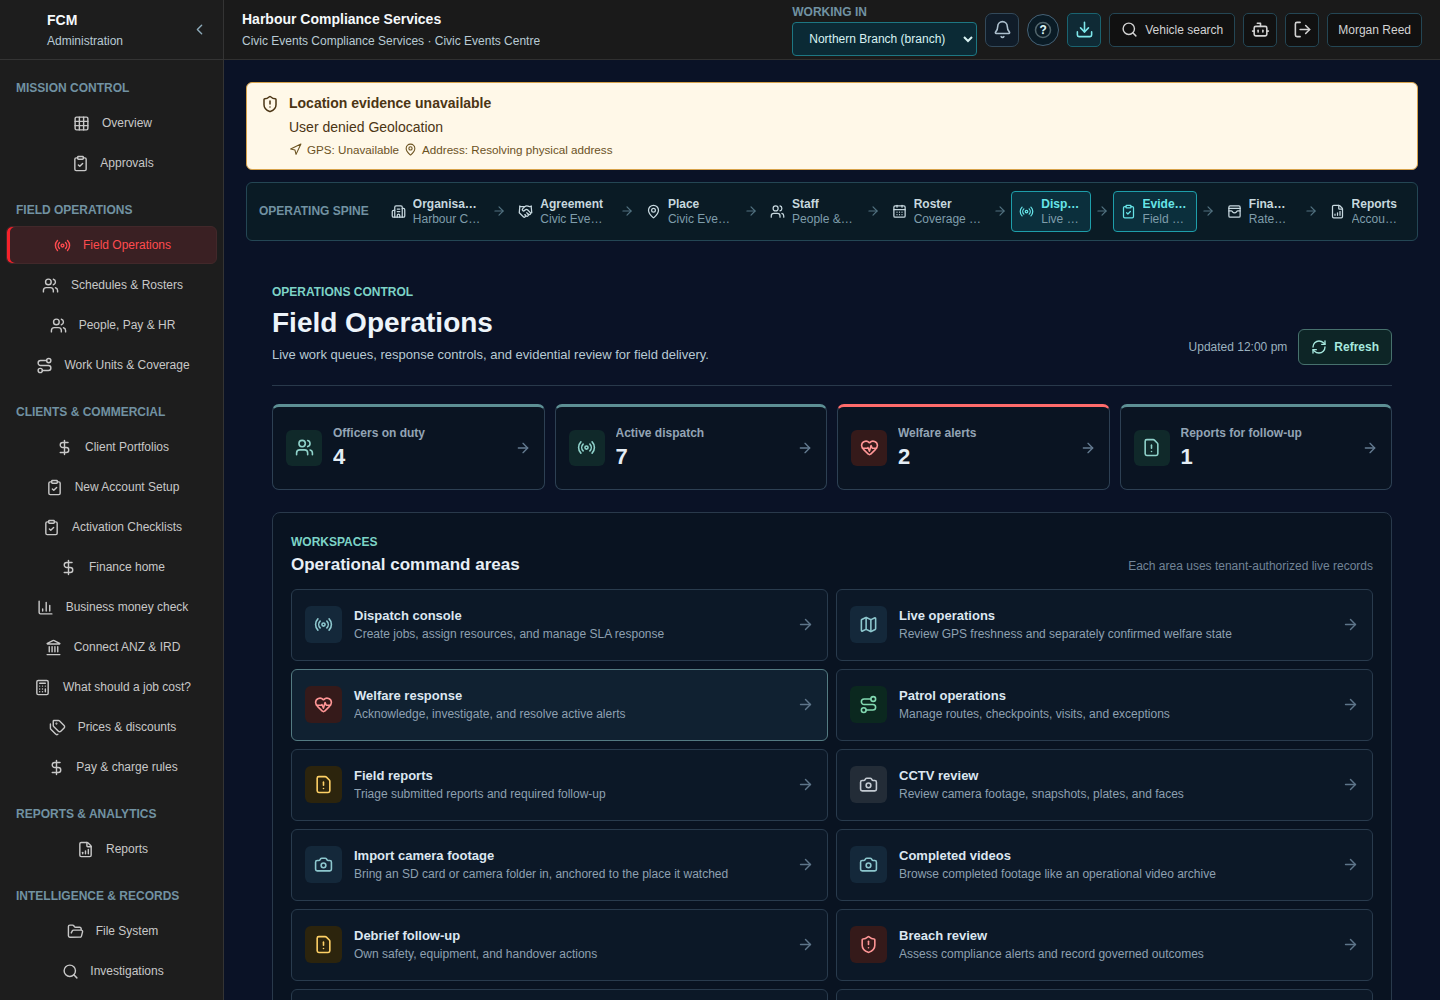 FCM
Administration
MISSION CONTROL
Overview
Approvals
FIELD OPERATIONS
Field Operations
Schedules & Rosters
People, Pay & HR
Work Units & Coverage
CLIENTS & COMMERCIAL
Client Portfolios
New Account Setup
Activation Checklists
Finance home
Business money check
Connect ANZ & IRD
What should a job cost?
Prices & discounts
Pay & charge rules
REPORTS & ANALYTICS
Reports
INTELLIGENCE & RECORDS
File System
Investigations
Harbour Compliance Services
Civic Events Compliance Services · Civic Events Centre
WORKING IN
Northern Branch (branch)
?
Vehicle search
Morgan Reed
Location evidence unavailable
User denied Geolocation
GPS: Unavailable Address: Resolving physical address
OPERATING SPINE
Organisa…
Harbour C…
Agreement
Civic Eve…
Place
Civic Eve…
Staff
People &…
Roster
Coverage …
Disp…
Live …
Evide…
Field …
Fina…
Rate…
Reports
Accou…
OPERATIONS CONTROL
Field Operations
Live work queues, response controls, and evidential review for field delivery.
Updated 12:00 pm
Refresh
Officers on duty
4
Active dispatch
7
Welfare alerts
2
Reports for follow-up
1
WORKSPACES
Operational command areas
Each area uses tenant-authorized live records
Dispatch console
Create jobs, assign resources, and manage SLA response
Live operations
Review GPS freshness and separately confirmed welfare state
Welfare response
Acknowledge, investigate, and resolve active alerts
Patrol operations
Manage routes, checkpoints, visits, and exceptions
Field reports
Triage submitted reports and required follow-up
CCTV review
Review camera footage, snapshots, plates, and faces
Import camera footage
Bring an SD card or camera folder in, anchored to the place it watched
Completed videos
Browse completed footage like an operational video archive
Debrief follow-up
Own safety, equipment, and handover actions
Breach review
Assess compliance alerts and record governed outcomes